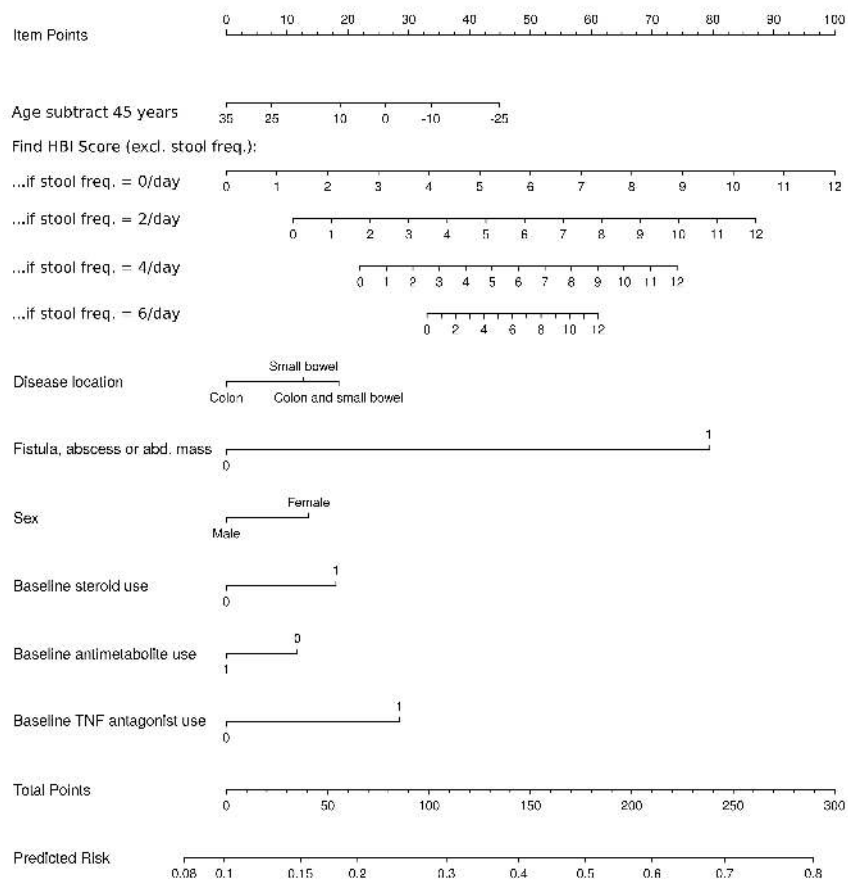 Item Points
0 10 20 30 40 50 60 70 80 90 100
Age subtract 45 years
35 25 10 0 -10 -25
Find HBI Score (excl. stool freq.):
...if stool freq. = 0/day
0 1 2 3 4 5 6 7 8 9 10 11 12
...if stool freq. = 2/day
0 1 2 3 4 5 6 7 8 9 10 11 12
...if stool freq. = 4/day
0 1 2 3 4 5 6 7 8 9 10 11 12
...if stool freq. = 6/day
0 2 4 6 8 10 12
Small bowel
Disease location
Colon Colon and small bowel
1
Fistula, abscess or abd. mass
0
Female
Sex
Male
1
Baseline steroid use
0
0
Baseline antimetabolite use
1
1
Baseline TNF antagonist use
0
Total Points
0 50 100 150 200 250 300
Predicted Risk
0.08 0.1 0.15 0.2 0.3 0.4 0.5 0.6 0.7 0.8